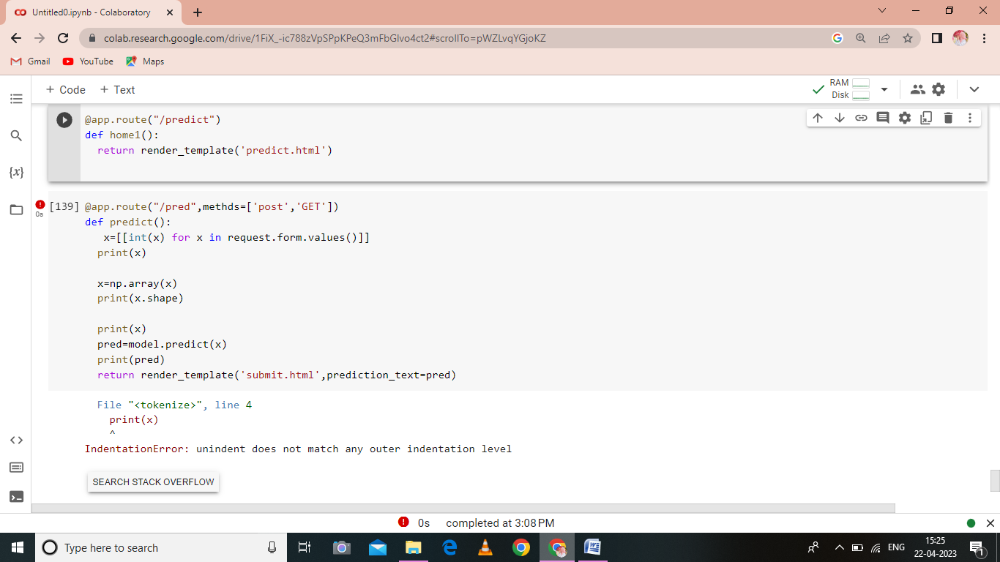 Untitled0.ipynb - Colaboratory
colab.research.google.com/drive/1FiX_-ic788zVpSPpKPeQ3mFbGIvo4ct2#scrollTo=pWZLvqYGjoKZ
Gmail YouTube Maps
+ Code + Text
RAM
Disk
@app.route("/predict")
def home1():
  return render_template('predict.html')
[139] @app.route("/pred",methds=['post','GET'])
0s
def predict():
   x=[[int(x) for x in request.form.values()]]
  print(x)
  x=np.array(x)
  print(x.shape)
  print(x)
  pred=model.predict(x)
  print(pred)
  return render_template('submit.html',prediction_text=pred)
  File "<tokenize>", line 4
    print(x)
    ^
IndentationError: unindent does not match any outer indentation level
SEARCH STACK OVERFLOW
0s completed at 3:08 PM
Type here to search
ENG
15:25
22-04-2023
1